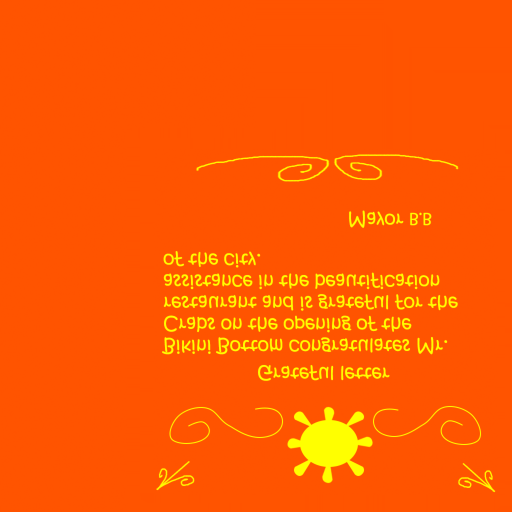 Grateful letter
Bikini Bottom congratulates Mr.
Crabs on the opening of the
restaurant and is grateful for the
assistance in the beautification
of the city.
Mayor B.B